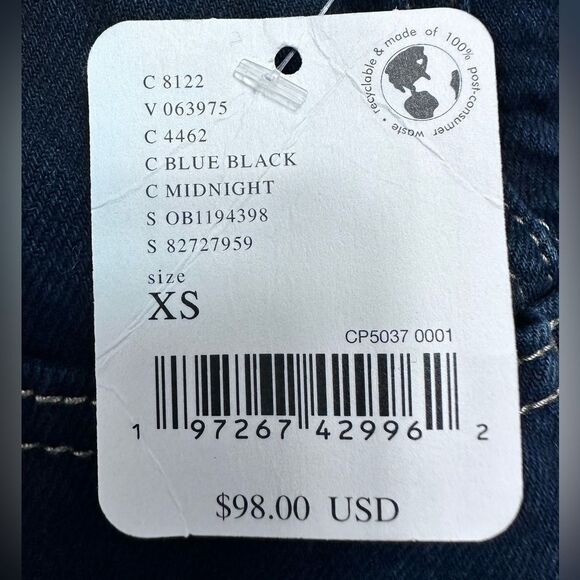 recyclable & made of 100% post-consumer waste •
C 8122
V 063975
C 4462
C BLUE BLACK
C MIDNIGHT
S OB1194398
S 82727959
size
XS
CP5037 0001
1 97267 42996 2
$98.00 USD